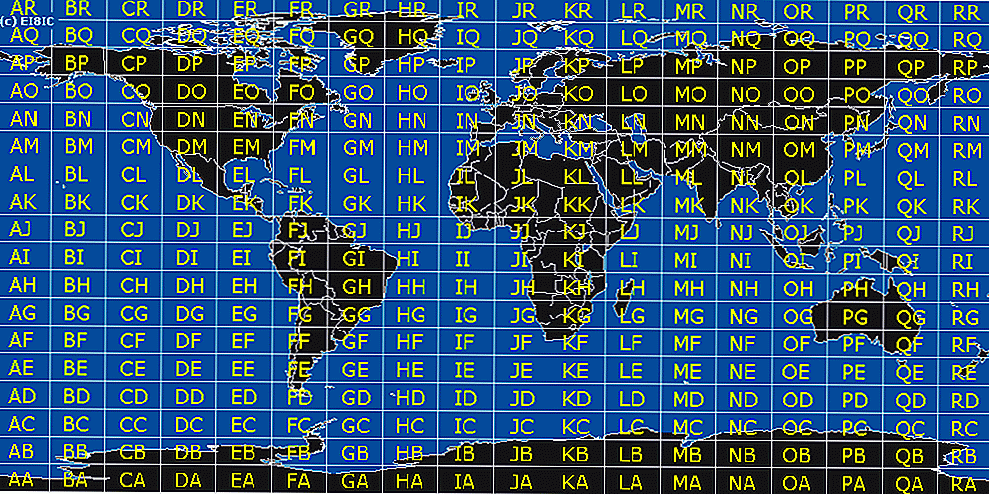 AR BR CR DR ER FR GR HR IR JR KR LR MR NR OR PR QR RR
(c) EI8IC
AQ BQ CQ DQ EQ FQ GQ HQ IQ JQ KQ LQ MQ NQ OQ PQ QQ RQ
AP BP CP DP EP FP GP HP IP JP KP LP MP NP OP PP QP RP
AO BO CO DO EO FO GO HO IO JO KO LO MO NO OO PO QO RO
AN BN CN DN EN FN GN HN IN JN KN LN MN NN ON PN QN RN
AM BM CM DM EM FM GM HM IM JM KM LM MM NM OM PM QM RM
AL BL CL DL EL FL GL HL IL JL KL LL ML NL QL PL QL RL
AK BK CK DK EK FK GK HK IK JK KK LK MK NK OK PK QK RK
AJ BJ CJ DJ EJ FJ GJ HJ IJ JJ KJ LJ MJ NJ OJ PJ QJ RJ
AI BI CI DI EI FI GI HI II JI KI LI MI NI OI PI QI RI
AH BH CH DH EH FH GH HH IH JH KH LH MH NH OH PH QH RH
AG BG CG DG EG FG GG HG IG JG KG LG MG NG OG PG QG RG
AF BF CF DF EF FF GF HF IF JF KF LF MF NF OF PF QF RF
AE BE CE DE EE FE GE HE IE JE KE LE ME NE OE PE QE RE
AD BD CD DD ED FD GD HD ID JD KD LD MD ND OD PD QD RD
AC BC CC DC EC FC GC HC IC JC KC LC MC NC OC PC QC RC
AB BB CB DB EB FB GB HB IB JB KB LB MB NB OB PB QB RB
AA BA CA DA EA FA GA HA IA JA KA LA MA NA OA PA QA RA